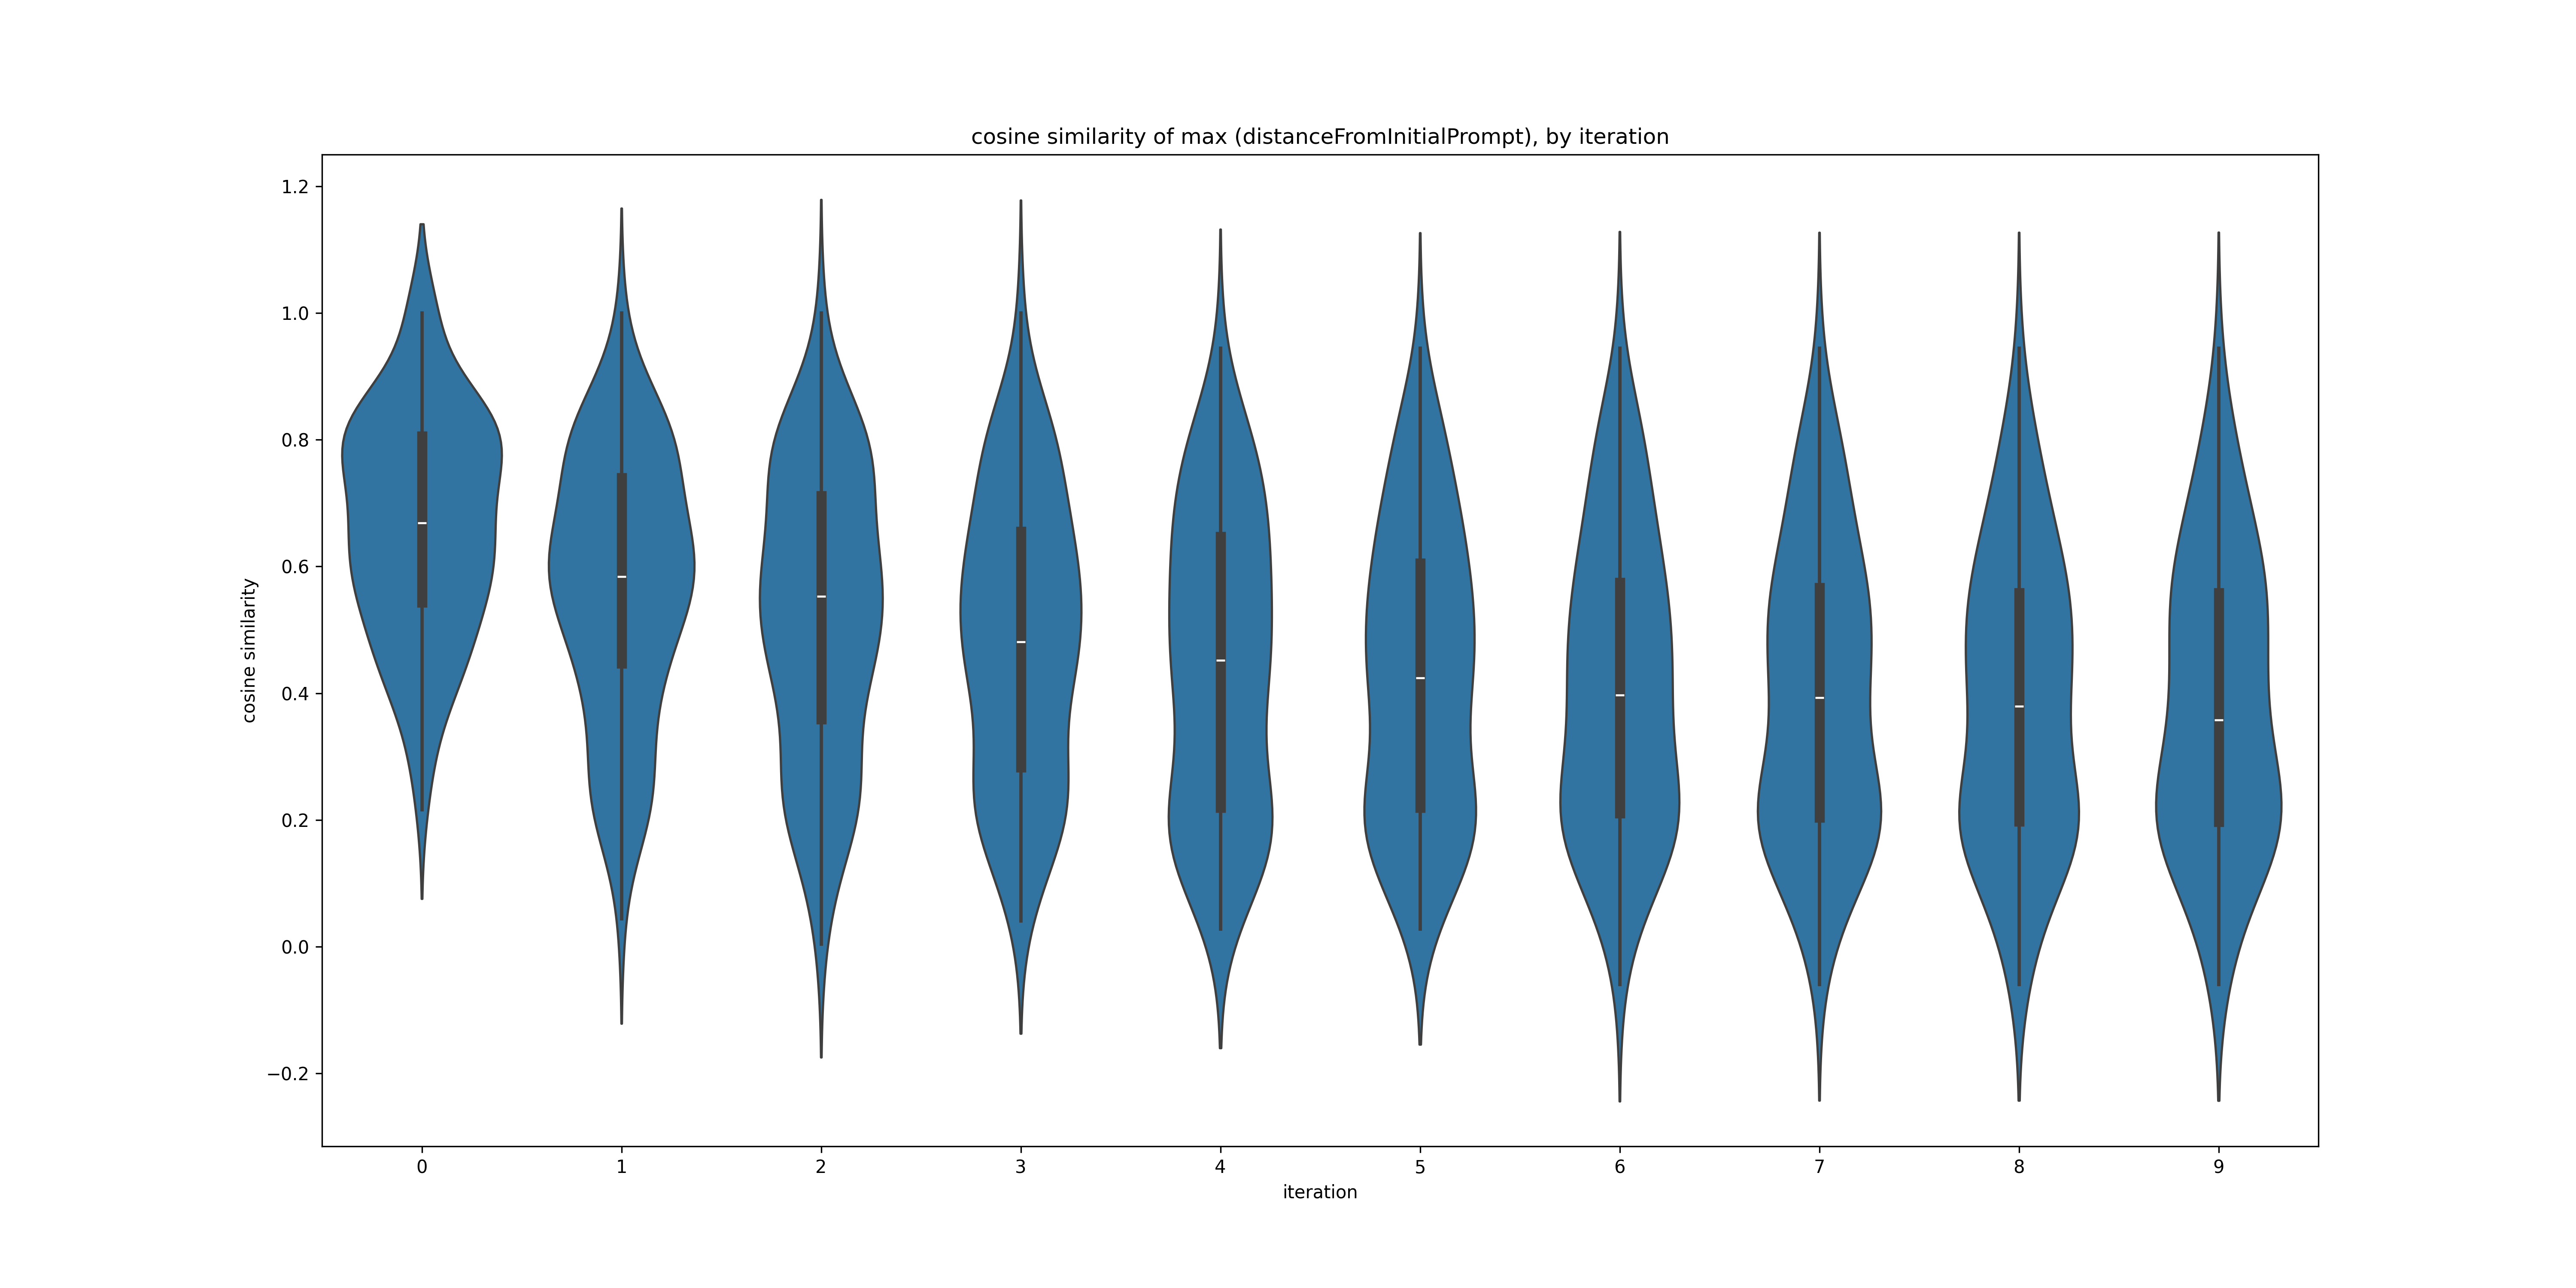 cosine similarity of max (distanceFromInitialPrompt), by iteration
1.2
1.0
0.8
0.6
0.4
0.2
0.0
−0.2
cosine similarity
0 1 2 3 4 5 6 7 8 9
iteration